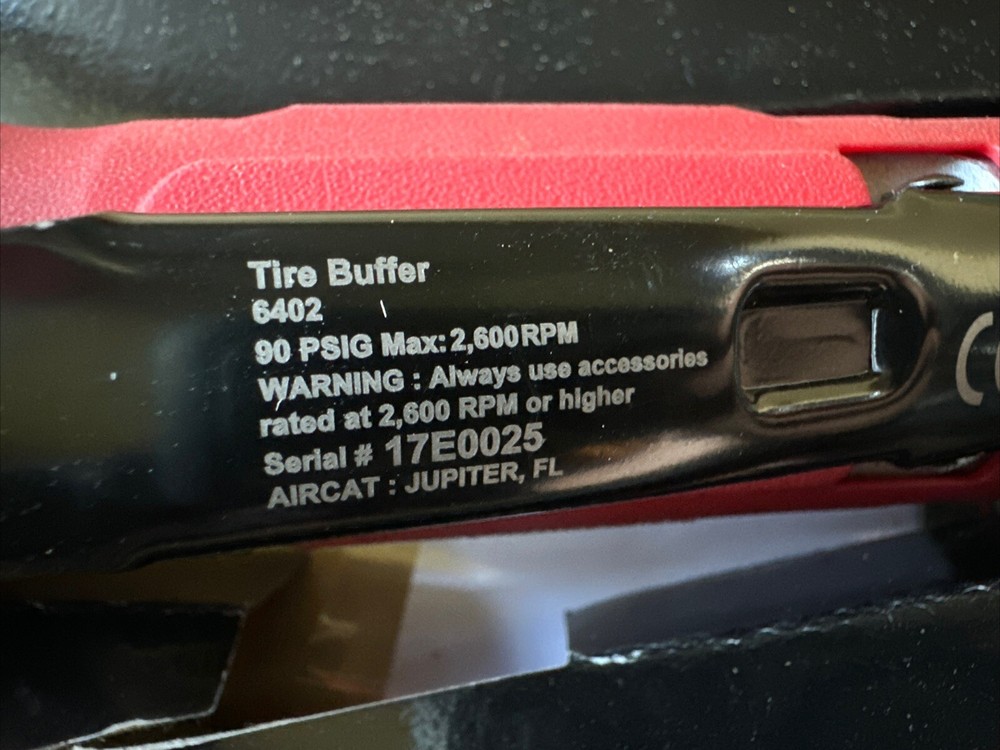 Tire Buffer
6402
90 PSIG Max: 2,600 RPM
WARNING : Always use accessories
rated at 2,600 RPM or higher
Serial # 17E0025
AIRCAT : JUPITER, FL